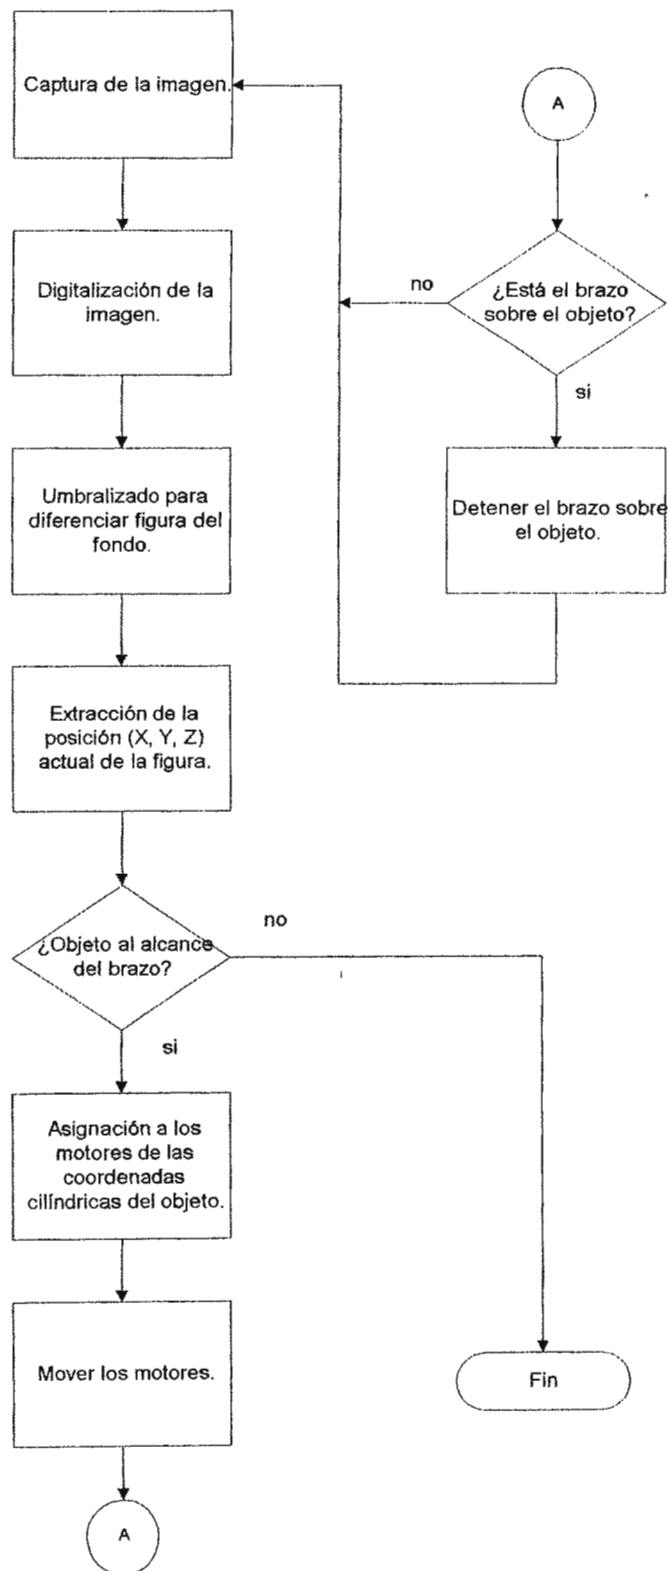 Captura de la imagen.
Digitalización de la
imagen.
Umbralizado para
diferenciar figura del
fondo.
Extracción de la
posición (X, Y, Z)
actual de la figura.
¿Objeto al alcance
del brazo?
no
si
Asignación a los
motores de las
coordenadas
cilíndricas del objeto.
Mover los motores.
A
A
¿Está el brazo
sobre el objeto?
no
si
Detener el brazo sobre
el objeto.
Fin